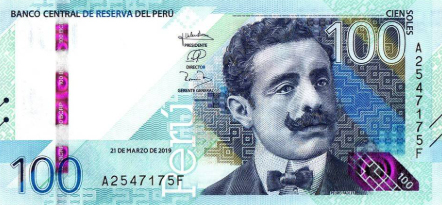 BANCO CENTRAL DE RESERVA DEL PERÚ
CIEN
SOLES
100
PRESIDENTE
DIRECTOR
GERENTE GENERAL
A2547175F
Perú
21 DE MARZO DE 2019
100
A2547175F